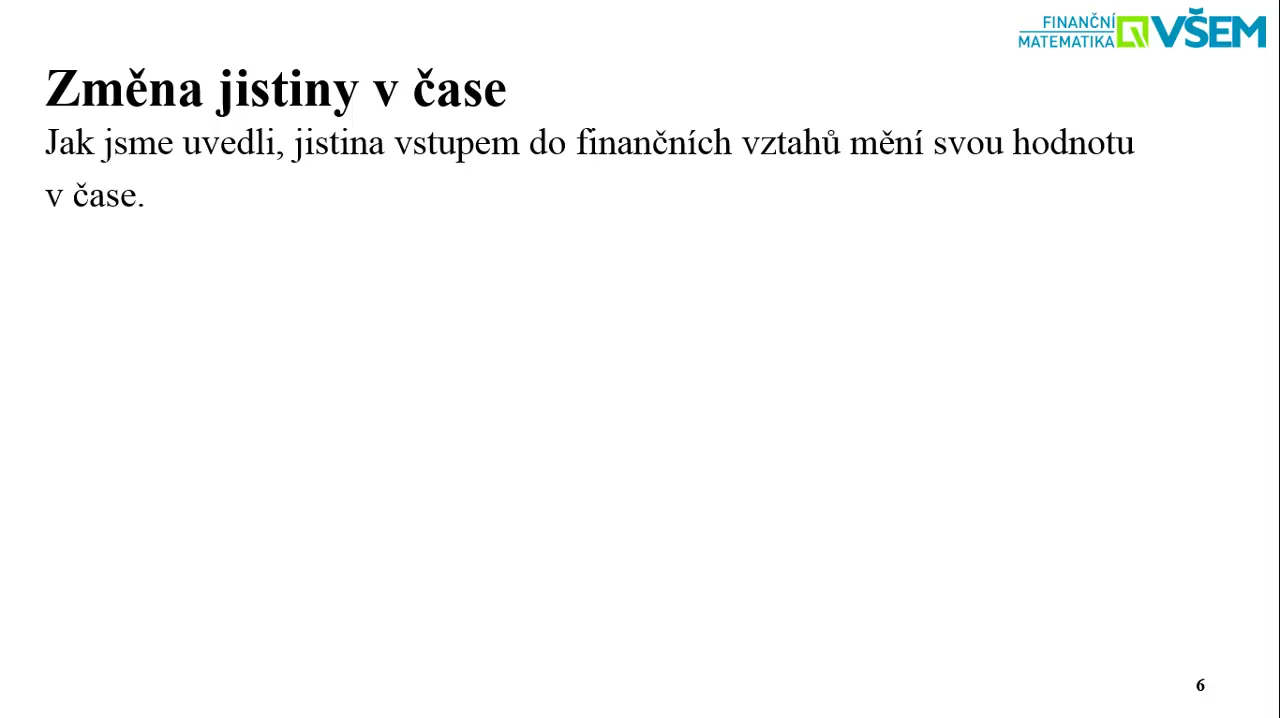 FINANČNÍ
MATEMATIKA VŠEM
Změna jistiny v čase
Jak jsme uvedli, jistina vstupem do finančních vztahů mění svou hodnotu
v čase.
6